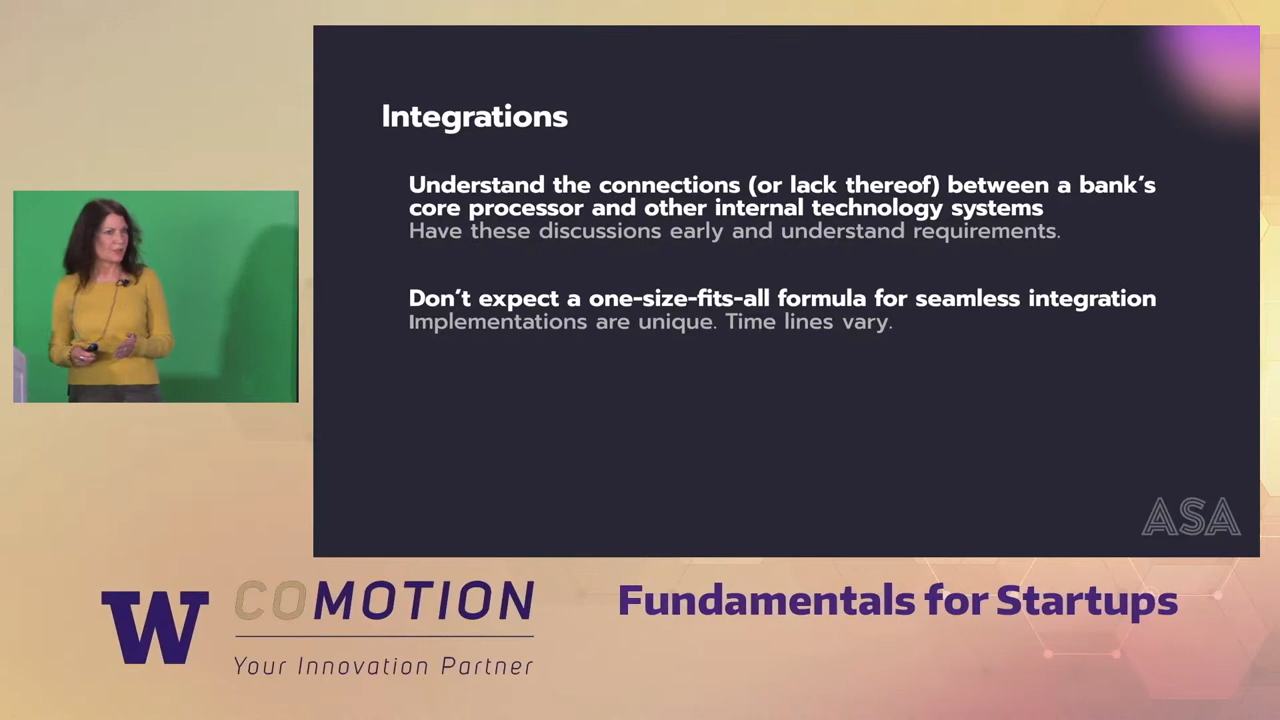 Integrations
Understand the connections (or lack thereof) between a bank's
core processor and other internal technology systems
Have these discussions early and understand requirements.
Don't expect a one-size-fits-all formula for seamless integration
Implementations are unique. Time lines vary.
ASA
W
COMOTION
Your Innovation Partner
Fundamentals for Startups